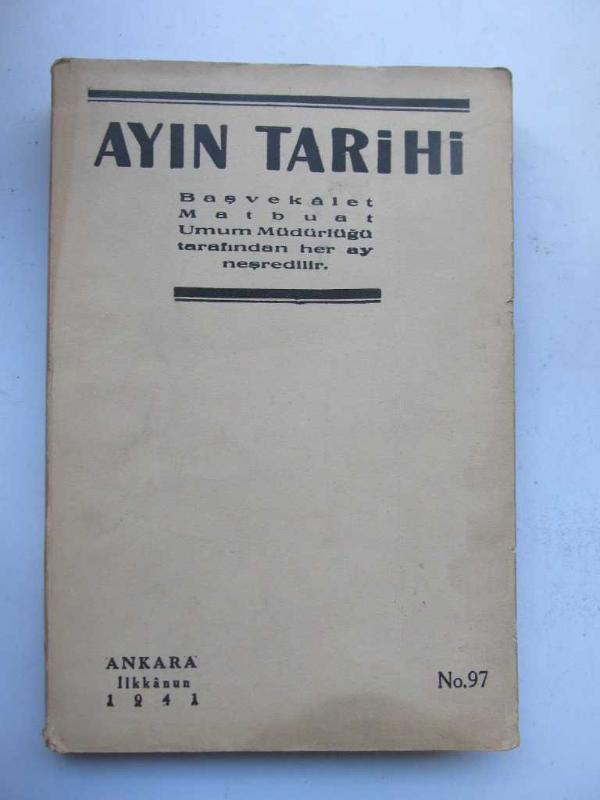 AYIN TARiHi
Başvekâlet
Matbuat
Umum Müdürlüğü
tarafından her ay
neşredilir.
ANKARA
İlkkânun
1941
No.97